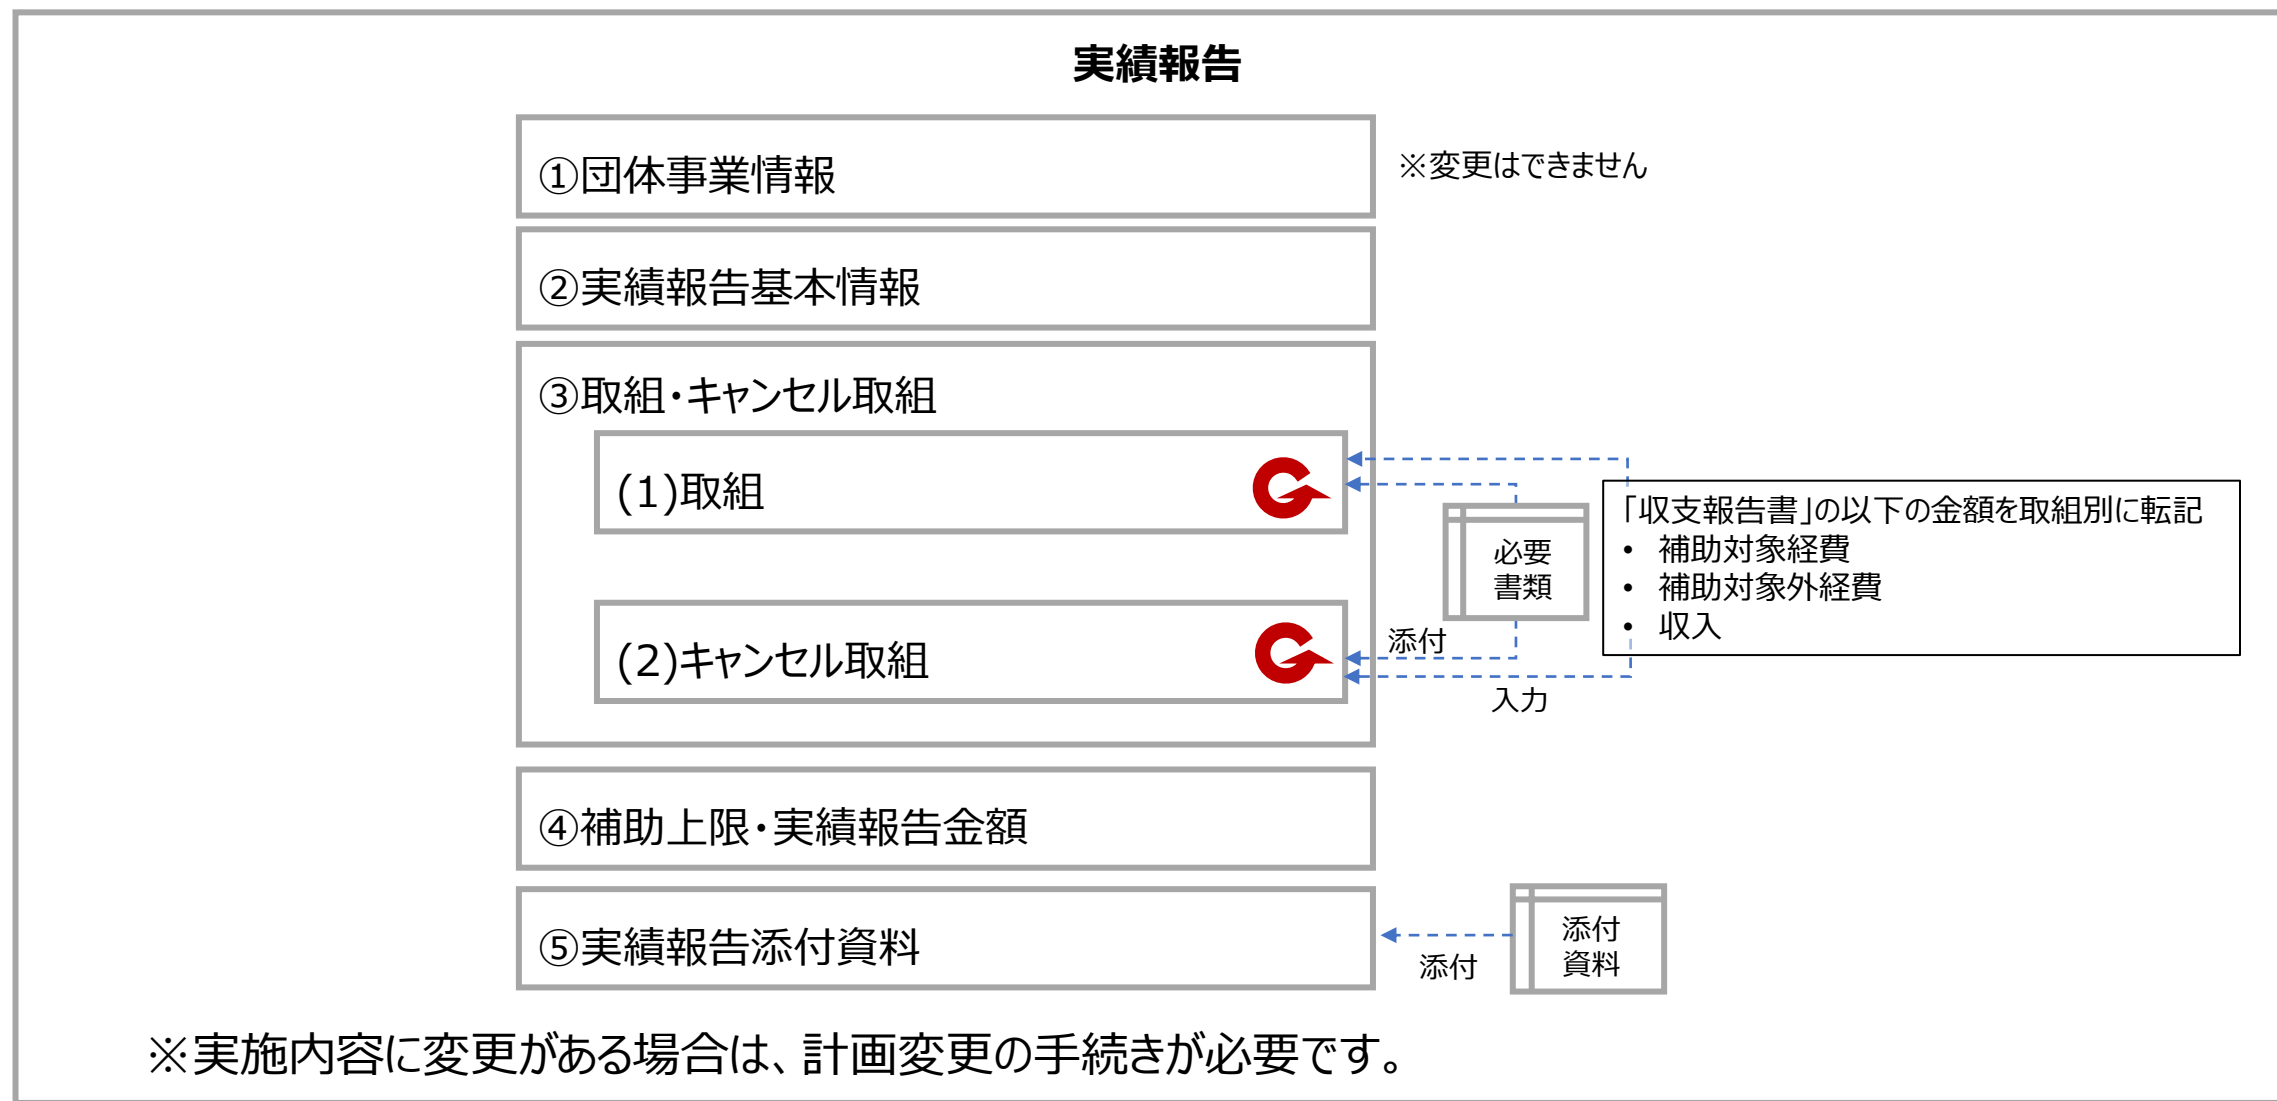 実績報告
①団体事業情報
※変更はできません
②実績報告基本情報
③取組・キャンセル取組
(1)取組
必要
書類
「収支報告書」の以下の金額を取組別に転記
• 補助対象経費
• 補助対象外経費
• 収入
(2)キャンセル取組
添付
入力
④補助上限・実績報告金額
⑤実績報告添付資料
添付
添付
資料
※実施内容に変更がある場合は、計画変更の手続きが必要です。